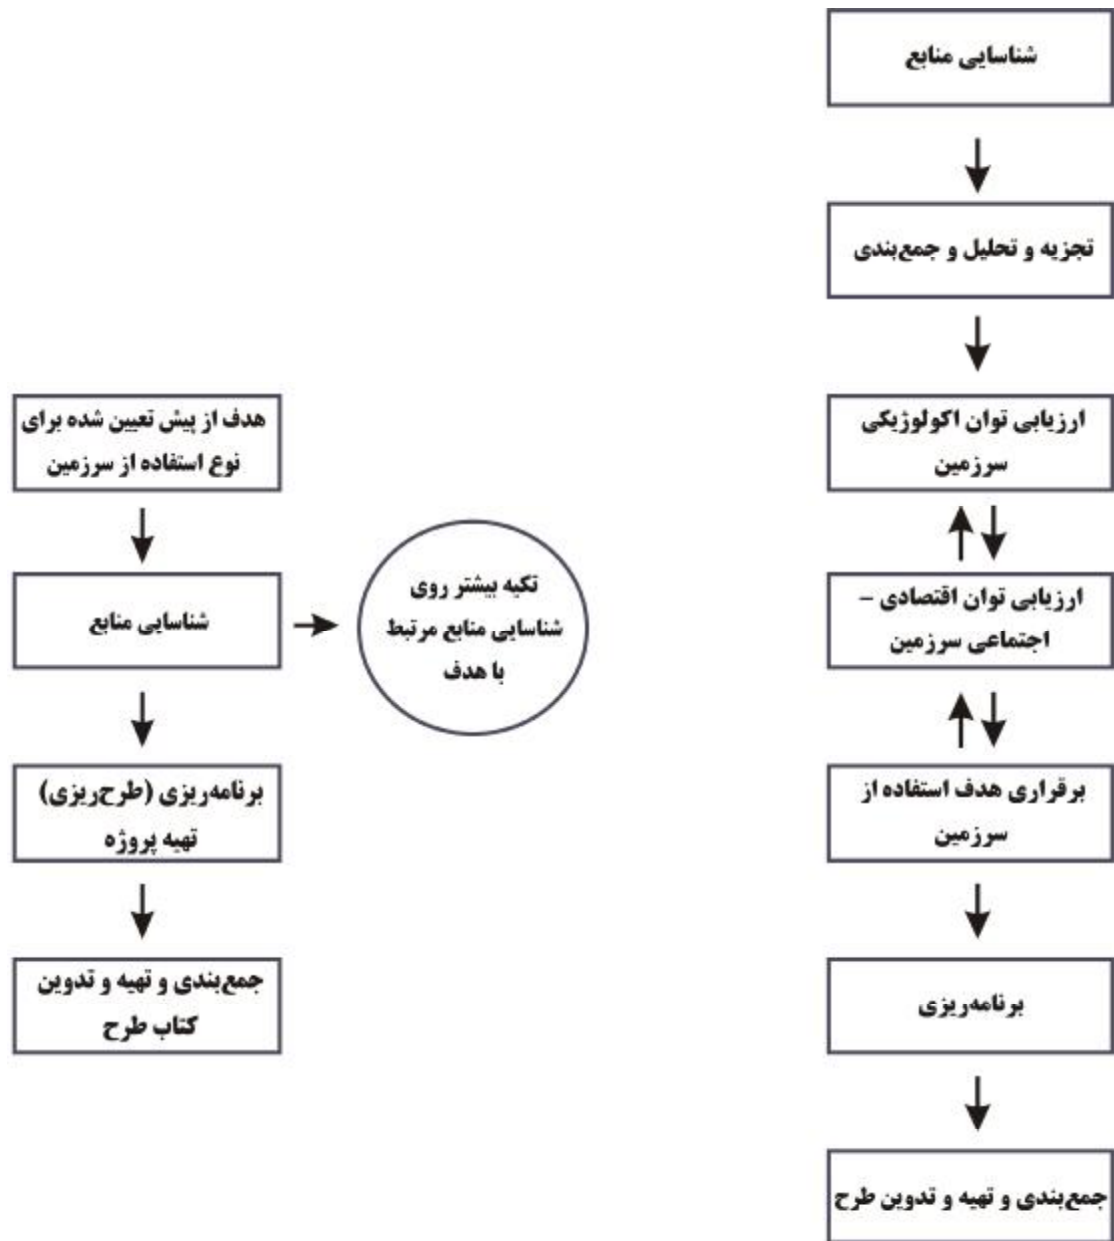 شناسایی منابع
تجزیه و تحلیل و جمع‌بندی
ارزیابی توان اکولوژیکی
سرزمین
ارزیابی توان اقتصادی –
اجتماعی سرزمین
برقراری هدف استفاده از
سرزمین
برنامه‌ریزی
جمع‌بندی و تهیه و تدوین طرح
هدف از پیش تعیین شده برای
نوع استفاده از سرزمین
شناسایی منابع
تکیه بیشتر روی
شناسایی منابع مرتبط
با هدف
برنامه‌ریزی (طرح‌ریزی)
تهیه پروژه
جمع‌بندی و تهیه و تدوین
کتاب طرح